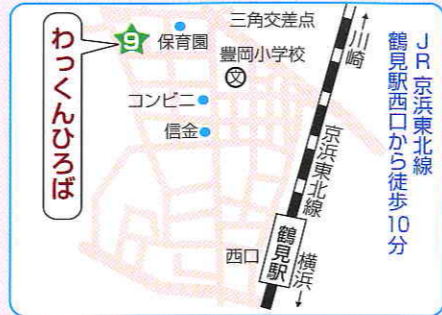 JR京浜東北線
鶴見駅西口から徒歩10分
↑川崎
三角交差点
保育園
9
わっくんひろば
豊岡小学校
文
コンビニ
信金
京浜東北線
鶴見駅
西口
横浜↓